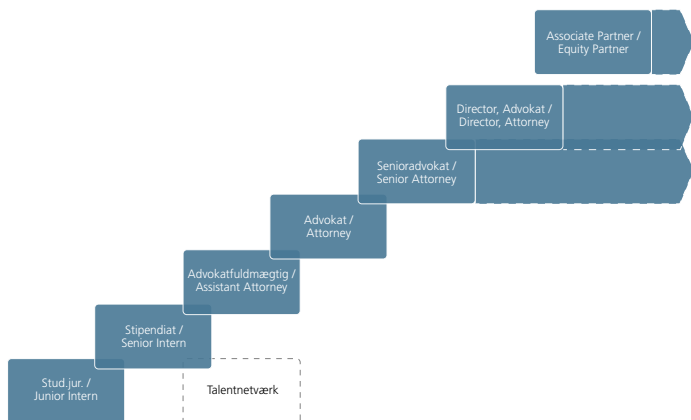 Associate Partner /
Equity Partner
Director, Advokat /
Director, Attorney
Senioradvokat /
Senior Attorney
Advokat /
Attorney
Advokatfuldmægtig /
Assistant Attorney
Stipendiat /
Senior Intern
Stud.jur. /
Junior Intern
Talentnetværk